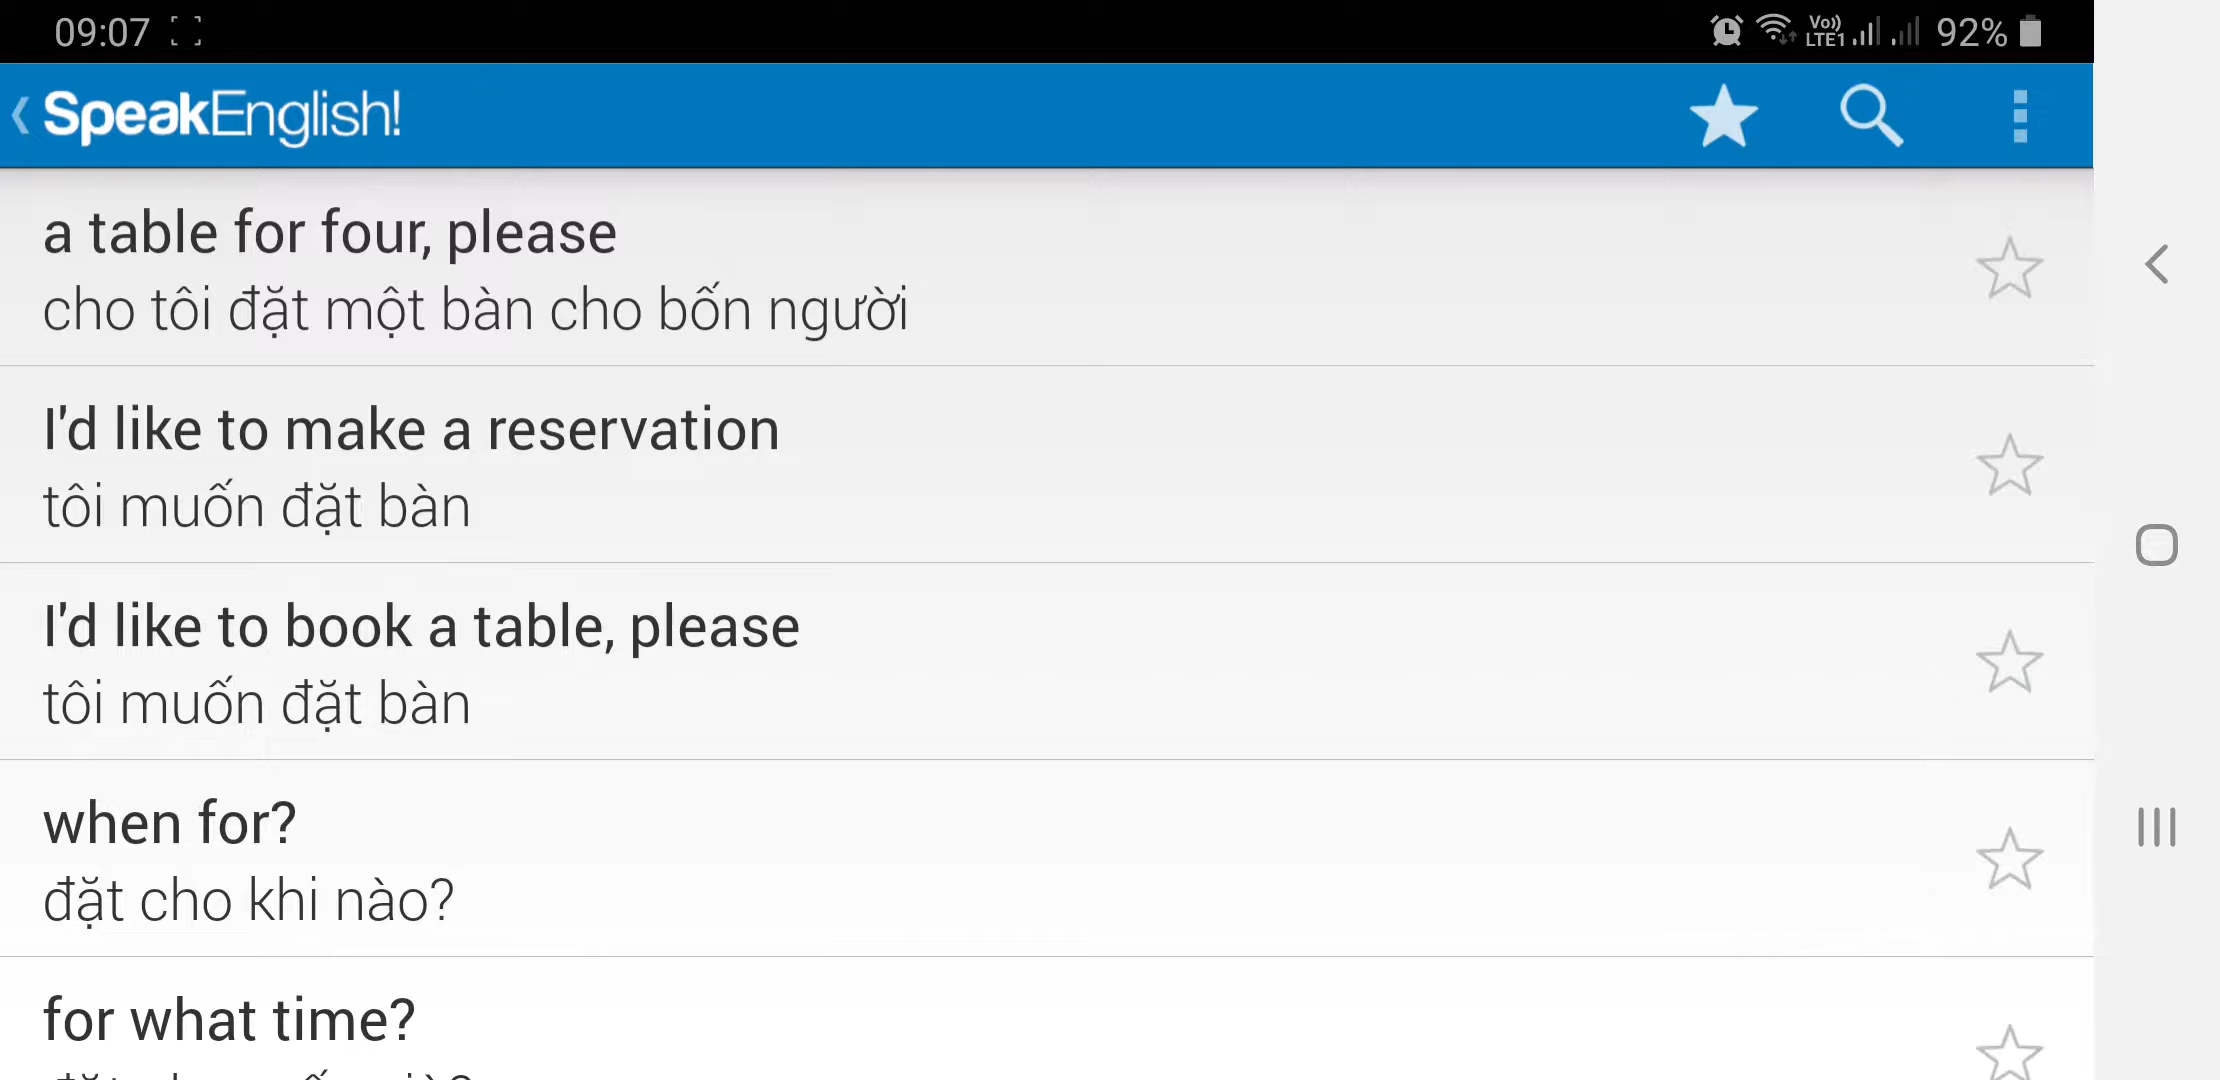 09:07
Vo)) LTE1 92%
SpeakEnglish!
a table for four, please
cho tôi đặt một bàn cho bốn người
I'd like to make a reservation
tôi muốn đặt bàn
I'd like to book a table, please
tôi muốn đặt bàn
when for?
đặt cho khi nào?
for what time?